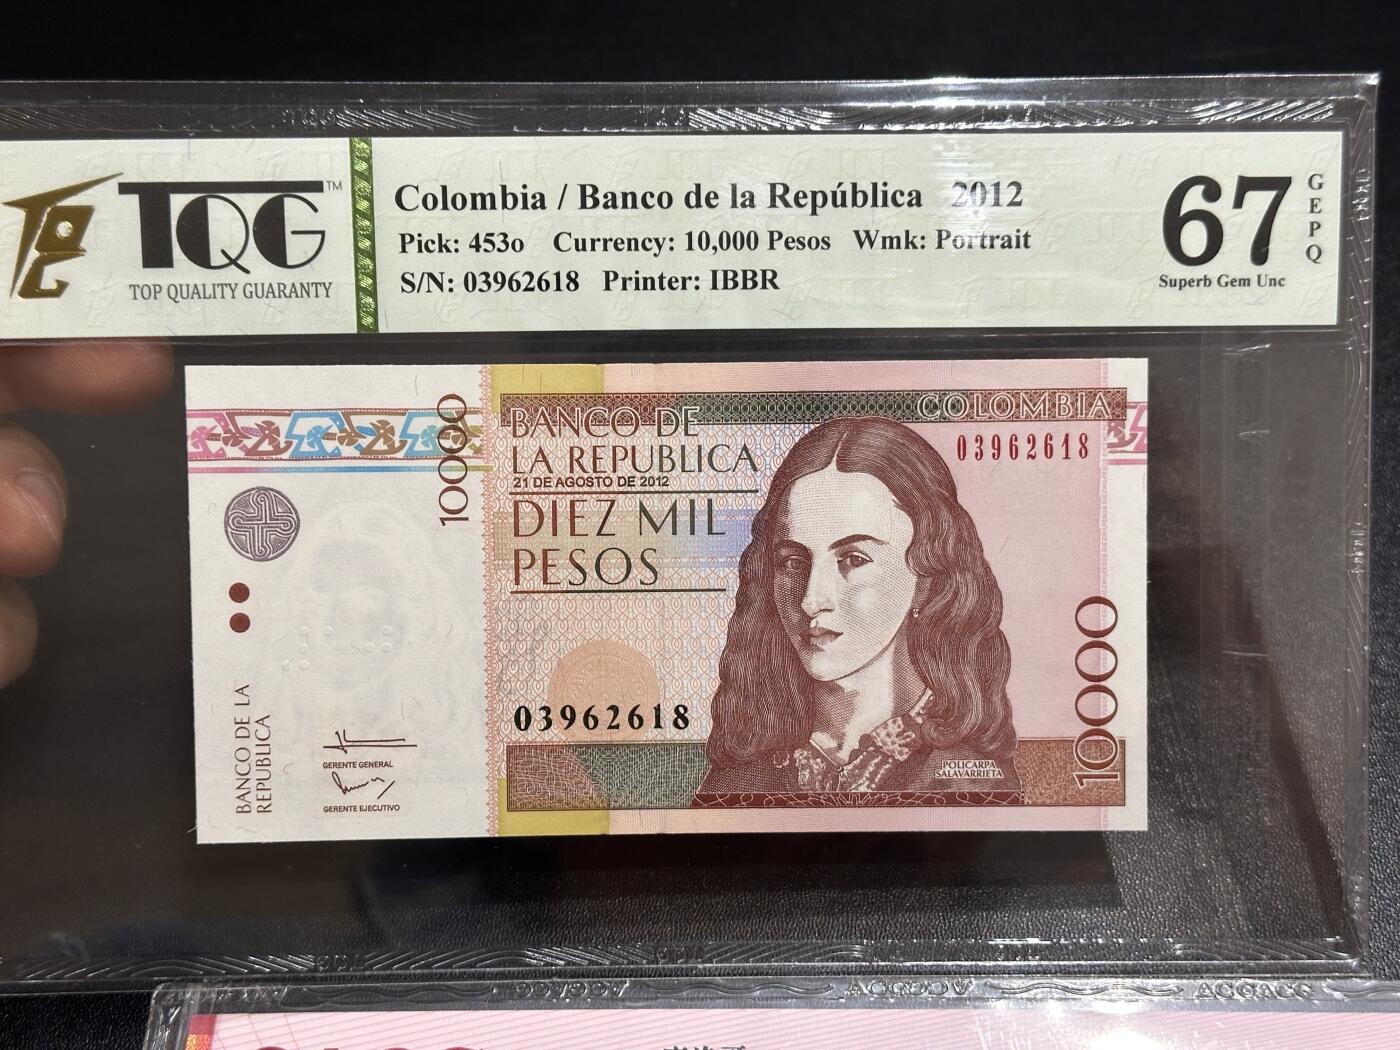 TQG™
TOP QUALITY GUARANTY
Colombia / Banco de la República 2012
Pick: 453o Currency: 10,000 Pesos Wmk: Portrait
S/N: 03962618 Printer: IBBR
67
GEPQ
Superb Gem Unc
10000
BANCO DE
LA REPUBLICA
21 DE AGOSTO DE 2012
DIEZ MIL
PESOS
COLOMBIA
03962618
03962618
BANCO DE LA
REPUBLICA
GERENTE GENERAL
GERENTE EJECUTIVO
POLICARPA
SALAVARRIETA
10000